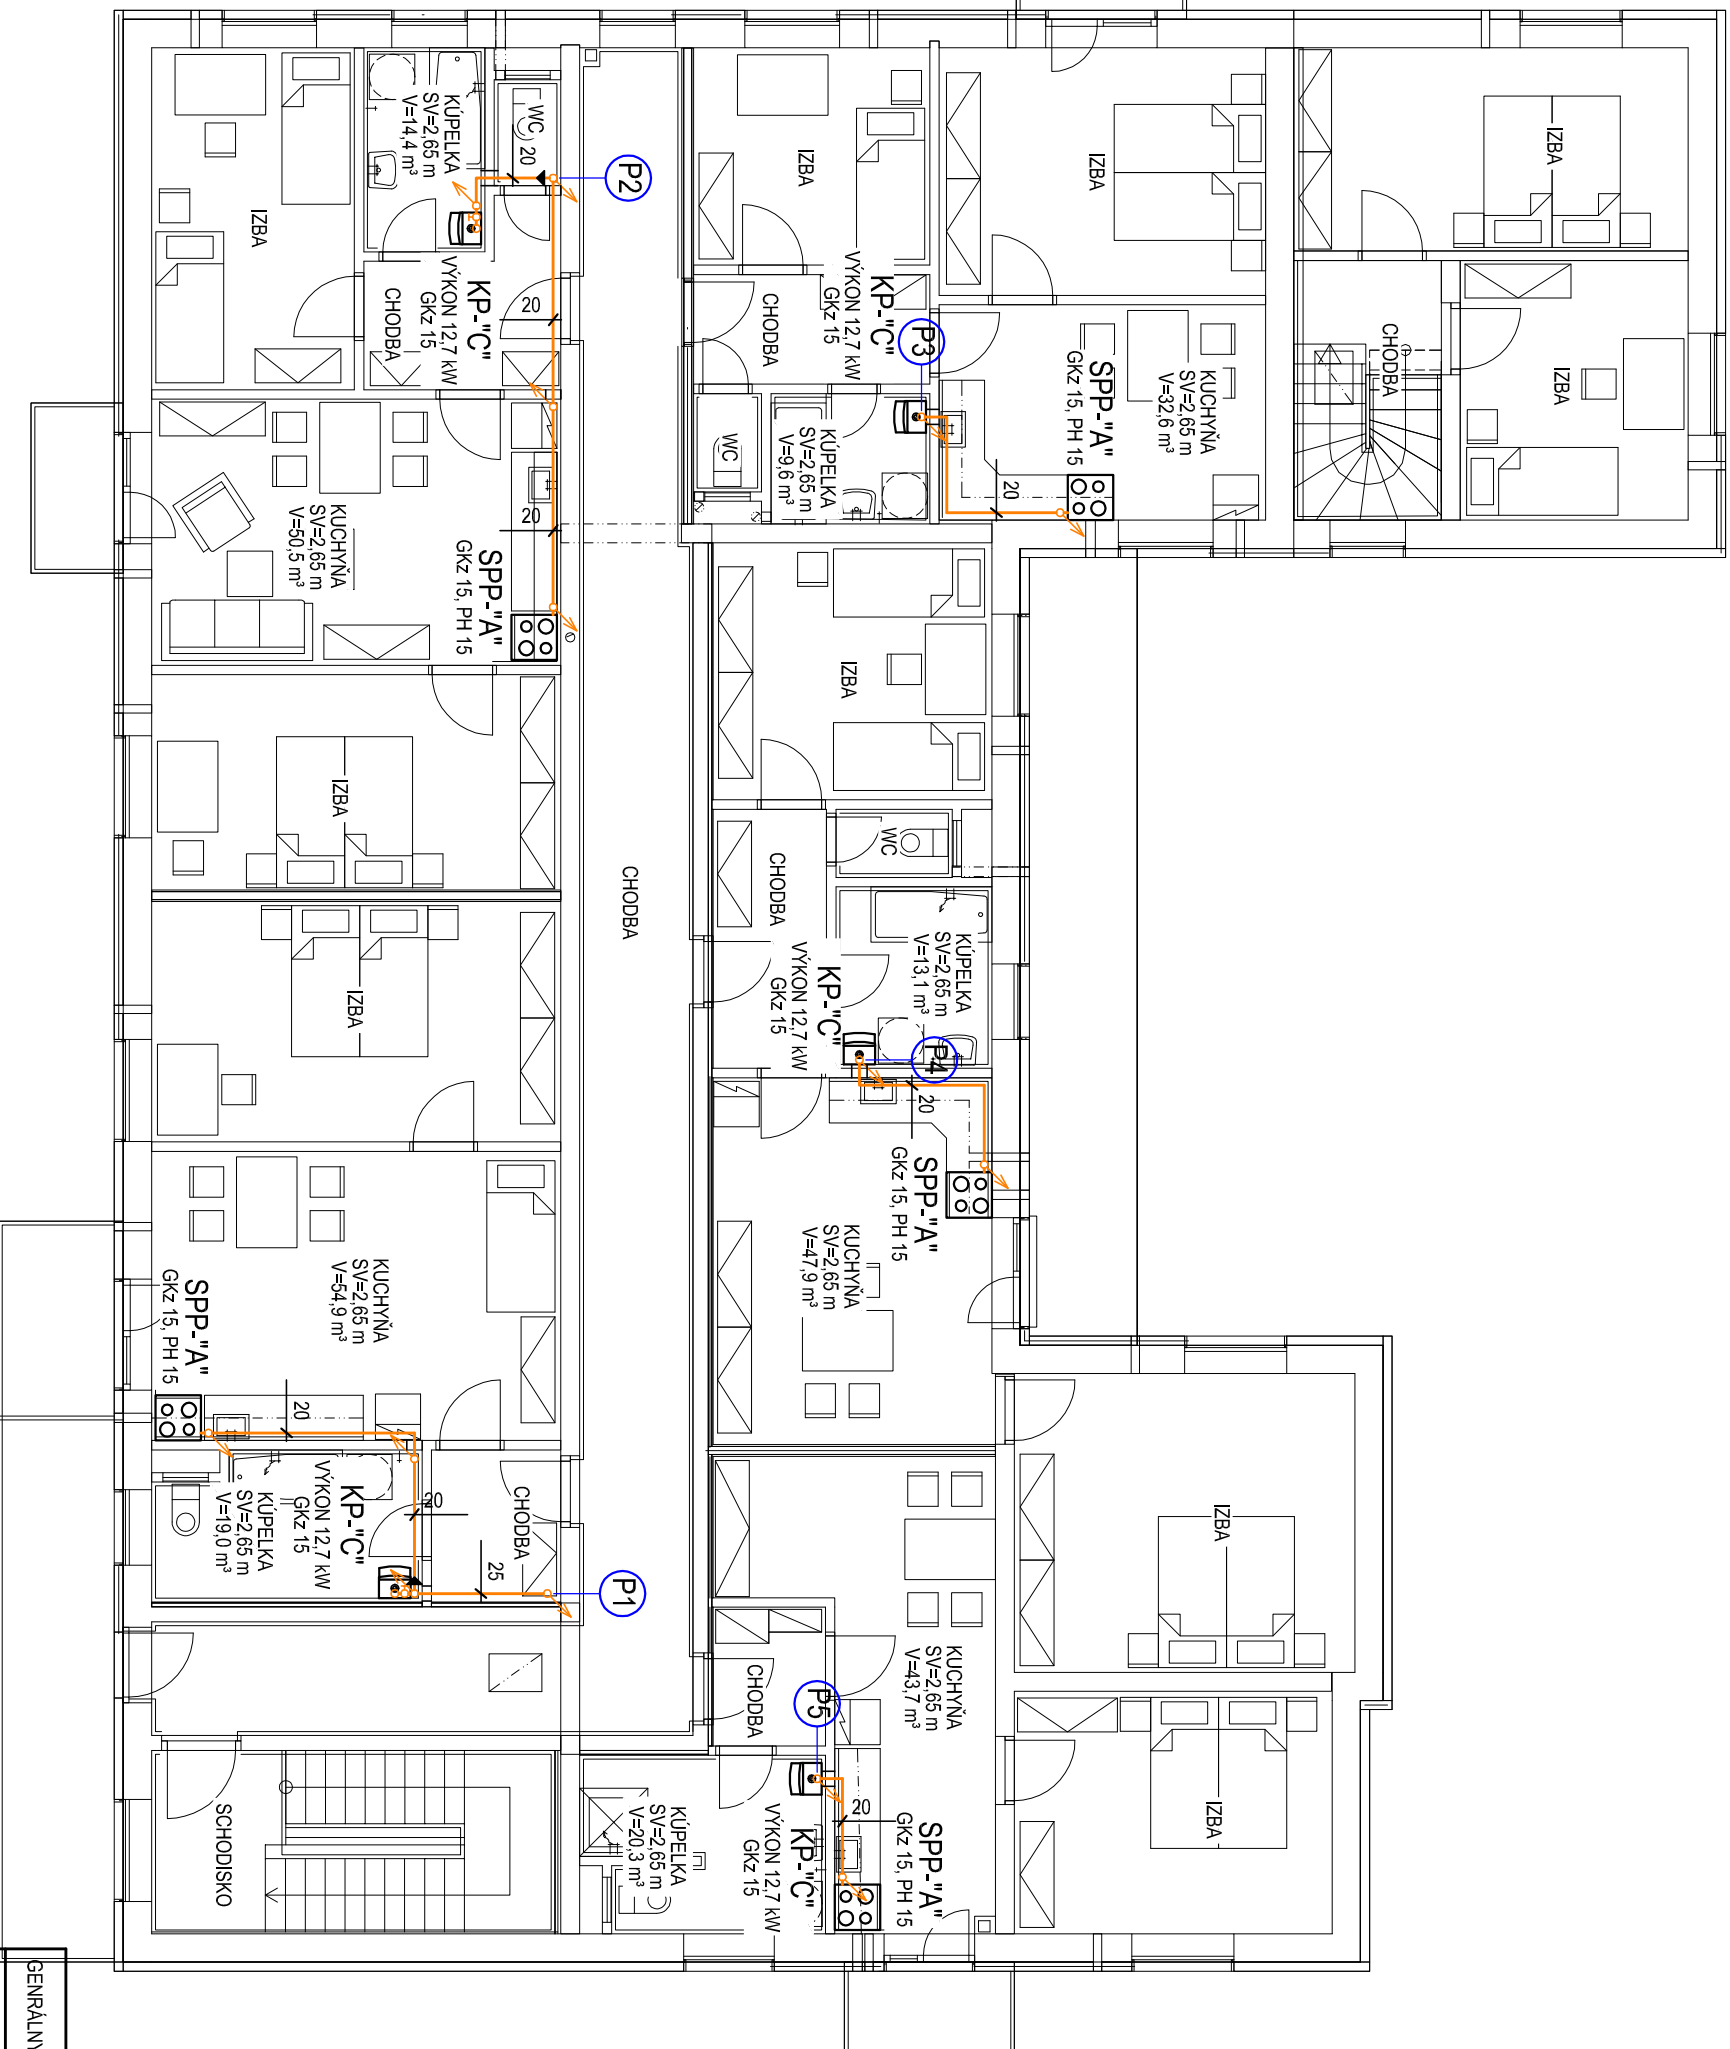 IZBA
KÚPELKA
SV=2,65 m
V=14,4 m³
WC
20
P2
KP-"C"
VÝKON 12,7 kW
GKz 15
CHODBA
20
IZBA
CHODBA
KP-"C"
VÝKON 12,7 kW
GKz 15
P3
KÚPELKA
SV=2,65 m
V=9,6 m³
WC
IZBA
KUCHYŇA
SV=2,65 m
V=32,6 m³
SPP-"A"
GKz 15, PH 15
20
IZBA
CHODBA
IZBA
KUCHYŇA
SV=2,65 m
V=50,5 m³
SPP-"A"
GKz 15, PH 15
20
IZBA
IZBA
CHODBA
IZBA
WC
CHODBA
KÚPELKA
SV=2,65 m
V=13,1 m³
KP-"C"
VÝKON 12,7 kW
GKz 15
P4
20
SPP-"A"
GKz 15, PH 15
KUCHYŇA
SV=2,65 m
V=47,9 m³
IZBA
KUCHYŇA
SV=2,65 m
V=54,9 m³
SPP-"A"
GKz 15, PH 15
20
KP-"C"
VÝKON 12,7 kW
GKz 15
KÚPELKA
SV=2,65 m
V=19,0 m³
20
CHODBA
25
P1
KUCHYŇA
SV=2,65 m
V=43,7 m³
CHODBA
P5
20
SPP-"A"
GKz 15, PH 15
KP-"C"
VÝKON 12,7 kW
GKz 15
KÚPELKA
SV=2,65 m
V=20,3 m³
IZBA
SCHODISKO
GENRÁLNY